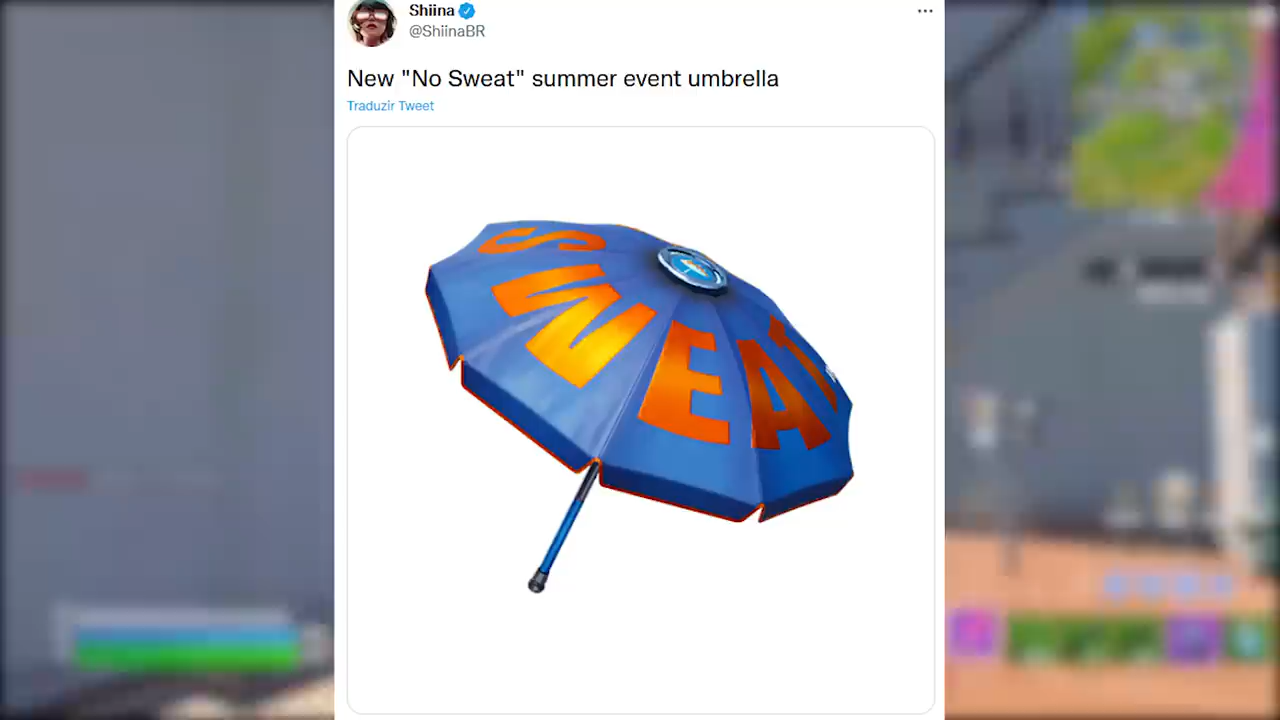 Shiina
@ShiinaBR
New "No Sweat" summer event umbrella
Traduzir Tweet
SWEAT